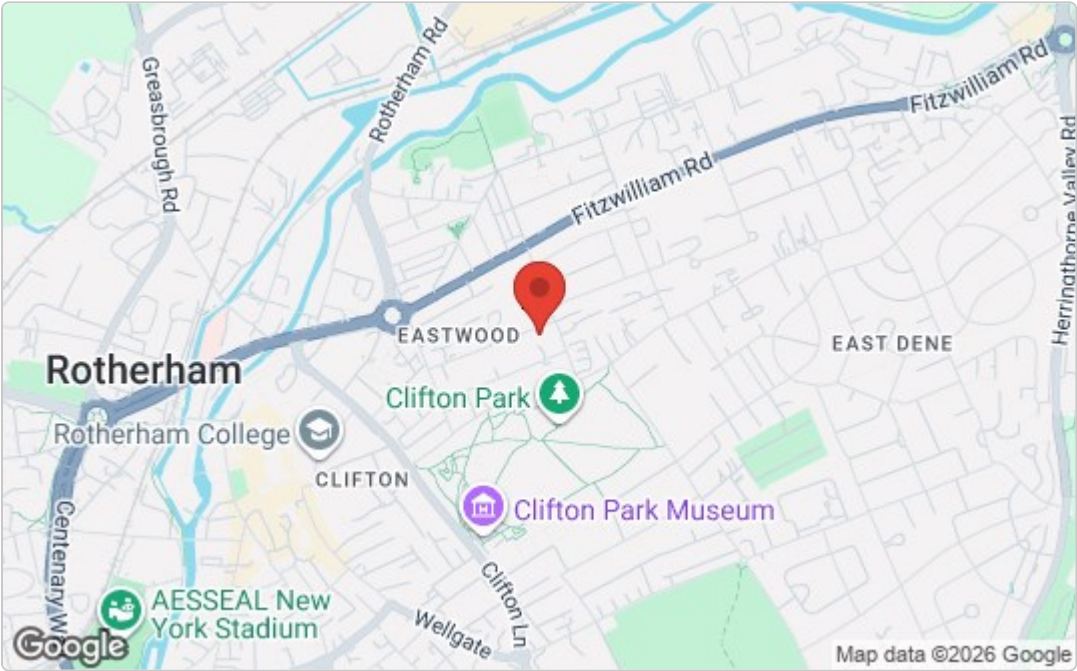 Greasbrough Rd
Rotherham Rd
Fitzwilliam Rd
Fitzwilliam Rd
Herringthorpe Valley Rd
EASTWOOD
EAST DENE
Rotherham
Clifton Park
Rotherham College
CLIFTON
Clifton Park Museum
Centenary Wa
Clifton Ln
AESSEAL New
York Stadium
Wellgate
Google
Map data ©2026 Google